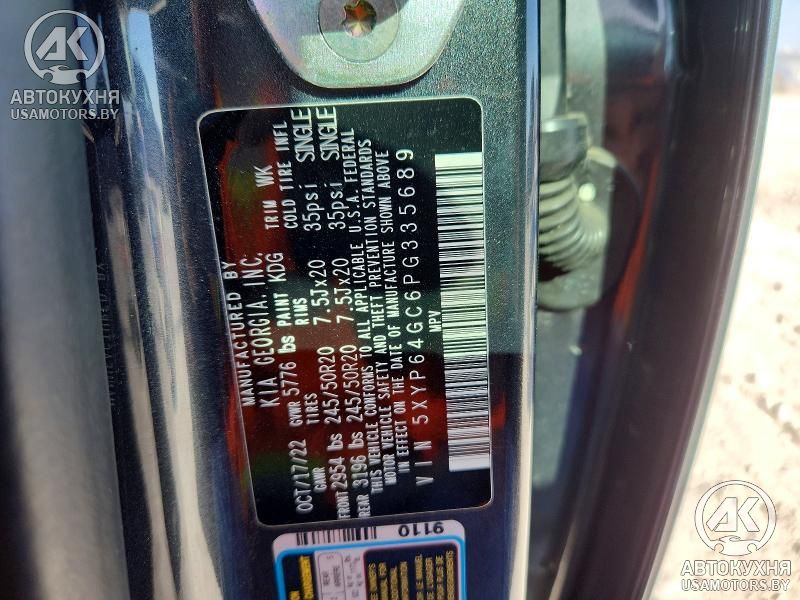 AK
АВТОКУХНЯ
USAMOTORS.BY
MANUFACTURED BY
KIA GEORGIA, INC.
OCT/17/22 GVWR 5776 lbs PAINT KDG TRIM WK
GAWR TIRES RIMS COLD TIRE INFL
FRONT 2954 lbs 245/50R20 7.5Jx20 35psi SINGLE
REAR 3196 lbs 245/50R20 7.5Jx20 35psi SINGLE
THIS VEHICLE CONFORMS TO ALL APPLICABLE U.S.A. FEDERAL
MOTOR VEHICLE SAFETY AND THEFT PREVENTION STANDARDS
IN EFFECT ON THE DATE OF MANUFACTURE SHOWN ABOVE
VIN 5XYP64GC6PG335689
MPV
9110
AK
АВТОКУХНЯ
USAMOTORS.BY